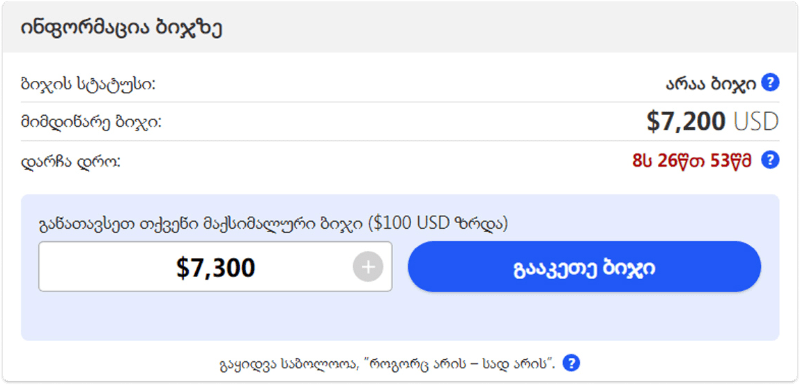 ინფორმაცია ბიჯზე
ბიჯის სტატუსი: არაა ბიჯი ?
მიმდინარე ბიჯი: $7,200 USD
დარჩა დრო: 8ს 26წთ 53წმ ?
განათავსეთ თქვენი მაქსიმალური ბიჯი ($100 USD ზრდა)
$7,300 + გააკეთე ბიჯი
გაყიდვა საბოლოოა, “როგორც არის – სად არის”. ?